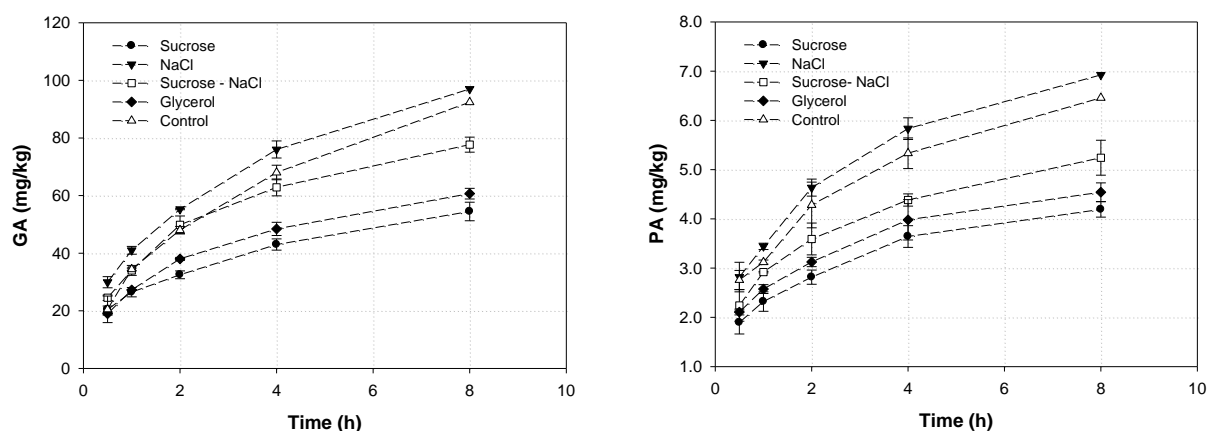 120
100
80
60
40
20
0
GA (mg/kg)
Sucrose
NaCl
Sucrose - NaCl
Glycerol
Control
0 2 4 6 8 10
Time (h)
8.0
7.0
6.0
5.0
4.0
3.0
2.0
1.0
PA (mg/kg)
Sucrose
NaCl
Sucrose- NaCl
Glycerol
Control
0 2 4 6 8 10
Time (h)